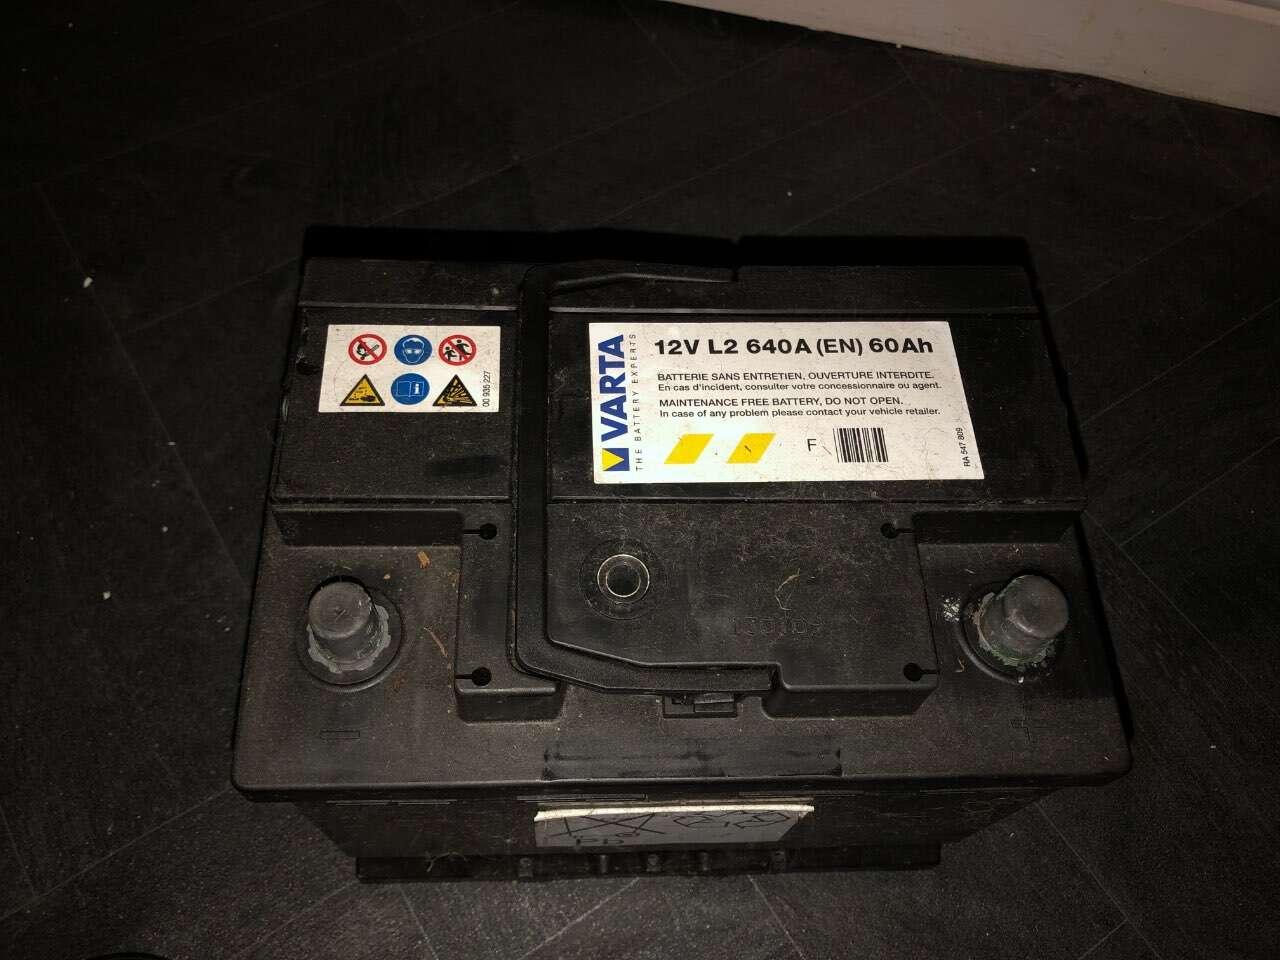 00 935 227
VARTA
THE BATTERY EXPERTS
12V L2 640A (EN) 60Ah
BATTERIE SANS ENTRETIEN, OUVERTURE INTERDITE.
En cas d'incident, consulter votre concessionnaire ou agent.
MAINTENANCE FREE BATTERY, DO NOT OPEN.
In case of any problem please contact your vehicle retailer.
F
RA 547 809
Pb